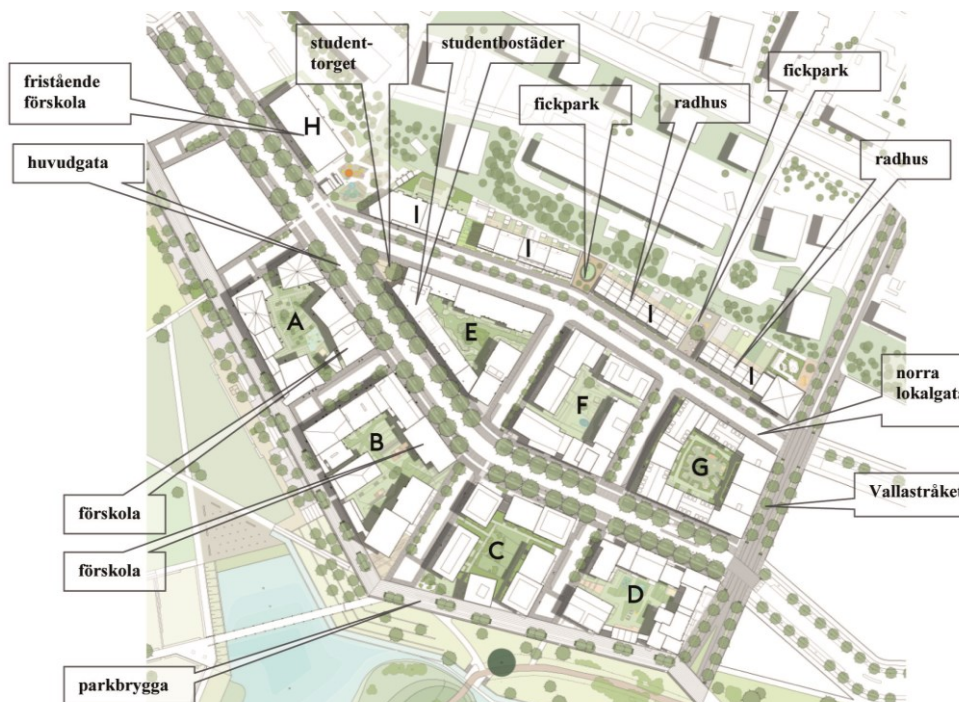 student-
torget
studentbostäder
fickpark
fristående
förskola
fickpark
radhus
H
huvudgata
radhus
I
I
I
A
E
I
norra
lokalgata
F
B
G
Vallastråket
förskola
förskola
C
D
parkbrygga